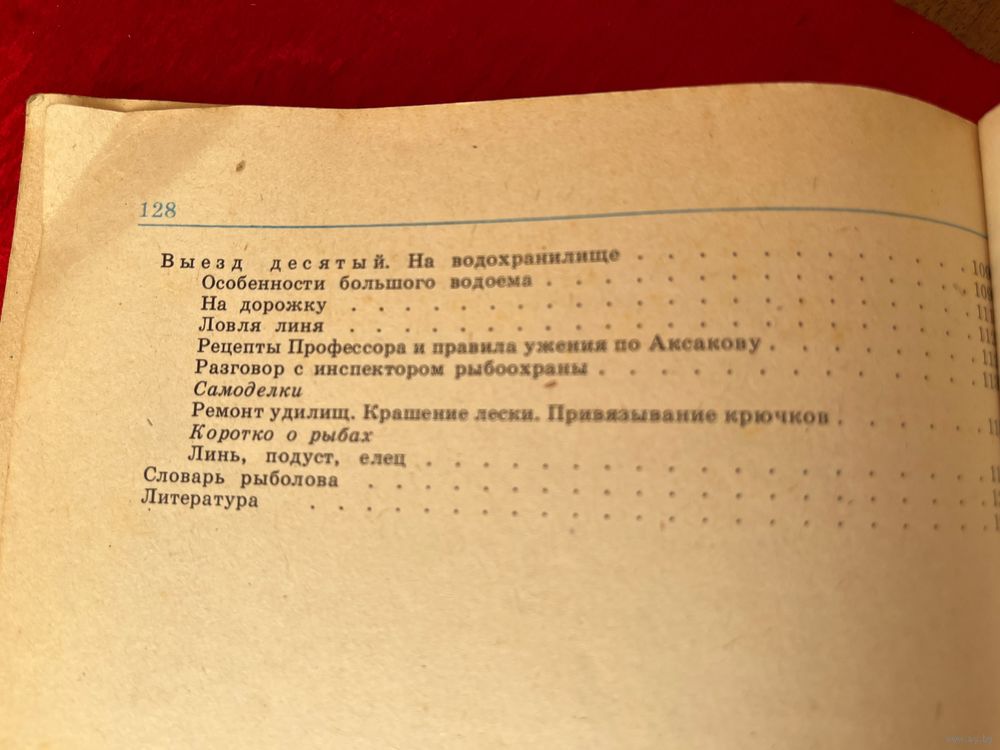 128
Выезд десятый. На водохранилище . . . . . . . . . .
Особенности большого водоема . . . . . . . . . . . .
На дорожку . . . . . . . . . . . . . . . . . .
Ловля линя . . . . . . . . . . . . . . . . . .
Рецепты Профессора и правила ужения по Аксакову . . . . .
Разговор с инспектором рыбоохраны . . . . . . . . . .
Самоделки
Ремонт удилищ. Крашение лески. Привязывание крючков . . . .
Коротко о рыбах
Линь, подуст, елец . . . . . . . . . . . . . . .
Словарь рыболова . . . . . . . . . . . . . . . .
Литература . . . . . . . . . . . . . . . . . .